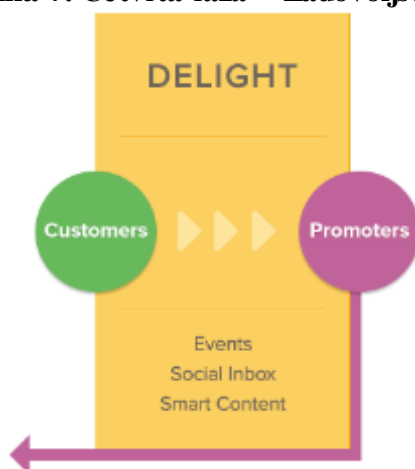 DELIGHT
Customers
Promoters
Events
Social Inbox
Smart Content